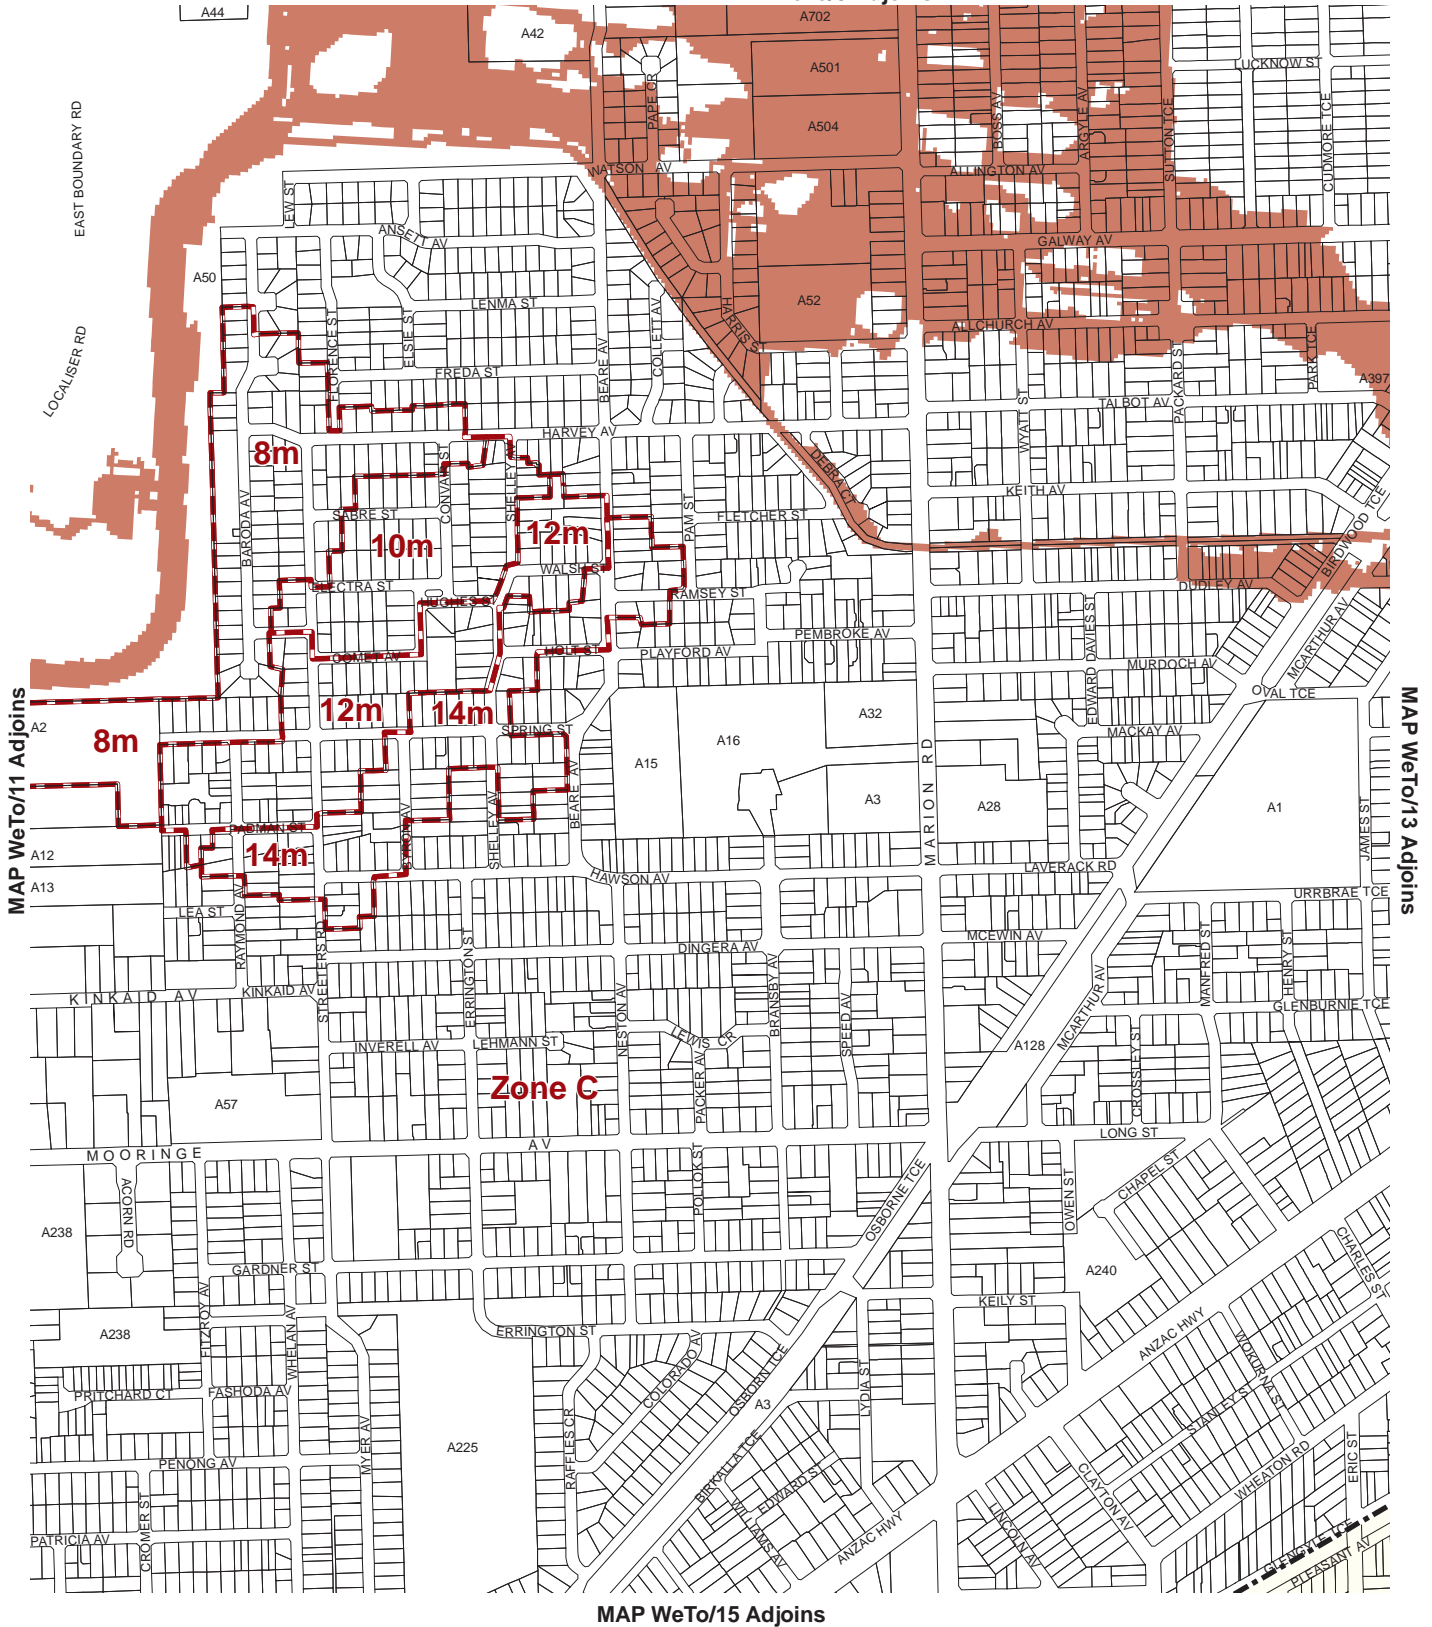 A44
A42
A702
A501
A504
LUCKNOW ST
PAPE CR
BOSS AV
ARGYLE AV
SUTTON TCE
CUDMORE TCE
EAST BOUNDARY RD
WATSON AV
ALLINGTON AV
LEW ST
ANSETT AV
GALWAY AV
A50
LENMA ST
A52
HARRIS ST
ALLCHURCH AV
LOCALISER RD
FLORENCE ST
ELSIE ST
BEARE AV
COLLETT AV
PACKARD ST
PARK TCE
FREDA ST
A397
WYATT ST
TALBOT AV
HARVEY AV
8m
BARODA AV
CONVAIR ST
SHELLEY AV
DEBRA CT
KEITH AV
SABRE ST
PAM ST
FLETCHER ST
10m
12m
BIRDWOOD TCE
WALSH ST
ELECTRA ST
HUGHES ST
RAMSEY ST
DUDLEY AV
EDWARD DAVIES ST
MCARTHUR AV
PEMBROKE AV
COMET AV
HOLT ST
PLAYFORD AV
MURDOCH AV
OVAL TCE
MAP WeTo/11 Adjoins
MAP WeTo/13 Adjoins
A2
8m
12m
14m
SPRING ST
A32
A16
MACKAY AV
A15
A3
A28
A1
MARION RD
BEARE AV
SHELLEY AV
BYRON AV
PADMAN ST
JAMES ST
A12
14m
A13
HAWSON AV
LAVERACK RD
URRBRAE TCE
LEA ST
RAYMOND AV
STREETERS RD
ERRINGTON ST
DINGERA AV
MCEWIN AV
MANFRED ST
HENRY ST
KINKAID AV
KINKAID AV
NESTON AV
BRANSBY AV
SPEED AV
MCARTHUR AV
GLENBURNIE TCE
INVERELL AV
LEHMANN ST
LEWIS CR
A128
CROSSLEY ST
PACKER AV
Zone C
A57
MOORINGE
AV
LONG ST
POLLOK ST
CHAPEL ST
ACORN RD
OSBORNE TCE
OWEN ST
A238
CHARLES ST
GARDNER ST
A240
FITZROY AV
WHELAN AV
KEILY ST
A238
ERRINGTON ST
ANZAC HWY
COLORADO AV
OSBORN TCE
WOKURNA ST
LYDIA ST
PRITCHARD CT
FASHODA AV
A3
STANLEY ST
MYER AV
A225
RAFFLES CR
BIRKALLA TCE
EDWARD ST
CLAYTON AV
WHEATON RD
ERIC ST
PENONG AV
WILLIAMS AV
LINCOLN AV
ANZAC HWY
CROMER ST
PATRICIA AV
GLENGYLE TCE
PLEASANT AV
MAP WeTo/15 Adjoins